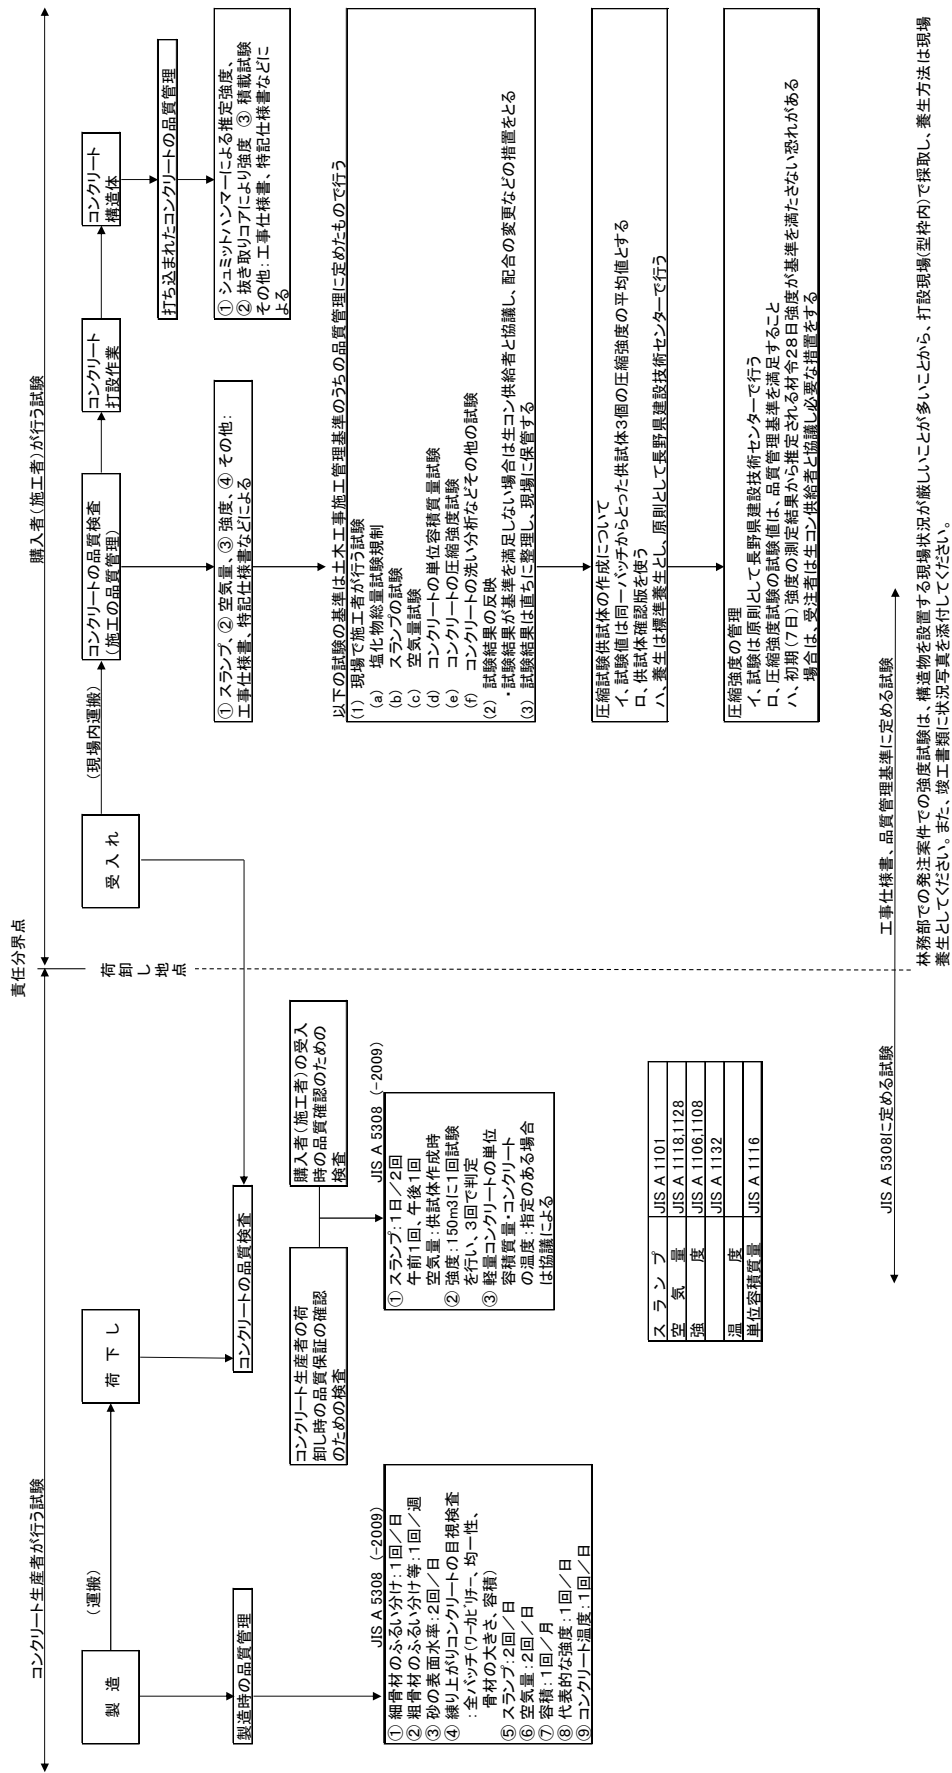 責任分界点
コンクリート生産者が行う試験
購入者(施工者)が行う試験
荷卸し地点
製 造
(運搬)
荷 下 し
受 入 れ
(現場内運搬)
コンクリートの品質検査
(施工の品質管理)
コンクリート
打設作業
コンクリート
構造体
製造時の品質管理
JIS A 5308 (-2009)
① 細骨材のふるい分け:1回/日
② 粗骨材のふるい分け等:1回/週
③ 砂の表面水率:2回/日
④ 練り上がりコンクリートの目視検査
:全バッチ(ワーカビリチー、均一性、
骨材の大きさ、容積)
⑤ スランプ:2回/日
⑥ 空気量:2回/日
⑦ 容積:1回/月
⑧ 代表的な強度:1回/日
⑨ コンクリート温度:1回/日
コンクリートの品質検査
コンクリート生産者の荷
卸し時の品質保証の確認
のための検査
購入者(施工者)の受入
時の品質確認のための
検査
JIS A 5308 (-2009)
① スランプ:1日/2回
午前1回、午後1回
空気量:供試体作成時
② 強度:150m3に1回試験
を行い、3回で判定
③ 軽量コンクリートの単位
容積質量・コンクリート
の温度:指定のある場合
は協議による
ス ラ ン プ JIS A 1101
空 気 量 JIS A 1118,1128
強 度 JIS A 1106,1108
JIS A 1132
温 度
単位容積質量 JIS A 1116
① スランプ、② 空気量、③ 強度、④ その他:
工事仕様書、特記仕様書などによる
以下の試験の基準は土木工事施工管理基準のうちの品質管理に定めたもので行う
(1) 現場で施工者が行う試験
(a) 塩化物総量試験規制
(b) スランプの試験
(c) 空気量試験
(d) コンクリートの単位容積質量試験
(e) コンクリートの圧縮強度試験
(f) コンクリートの洗い分析などその他の試験
(2) 試験結果の反映
・試験結果が基準を満足しない場合は生コン供給者と協議し、配合の変更などの措置をとる
(3) 試験結果は直ちに整理し、現場に保管する
圧縮試験供試体の作成について
イ、試験値は同一バッチからとった供試体3個の圧縮強度の平均値とする
ロ、供試体確認版を使う
ハ、養生は標準養生とし、原則として長野県建設技術センターで行う
圧縮強度の管理
イ、試験は原則として長野県建設技術センターで行う
ロ、圧縮強度試験の試験値は、品質管理基準を満足すること
ハ、初期(7日)強度の測定結果から推定される材令28日強度が基準を満たさない恐れがある
場合は、受注者は生コン供給者と協議し必要な措置をする
打ち込まれたコンクリートの品質管理
① シュミットハンマーによる推定強度、
② 抜き取りコアにより強度 ③ 積載試験
その他:工事仕様書、特記仕様書などに
よる
JIS A 5308に定める試験
工事仕様書、品質管理基準に定める試験
林務部での発注案件での強度試験は、構造物を設置する現場状況が厳しいことが多いことから、打設現場(型枠内)で採取し、養生方法は現場
養生としてください。また、竣工書類に状況写真強添付してください。